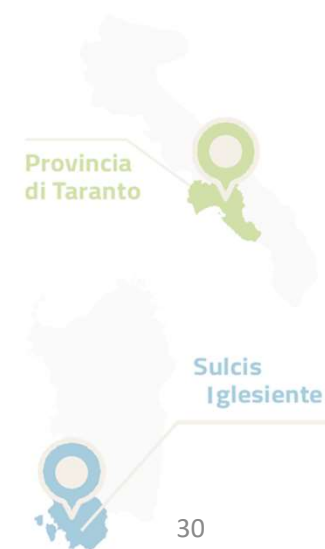 Provincia
di Taranto
Sulcis
Iglesiente
30